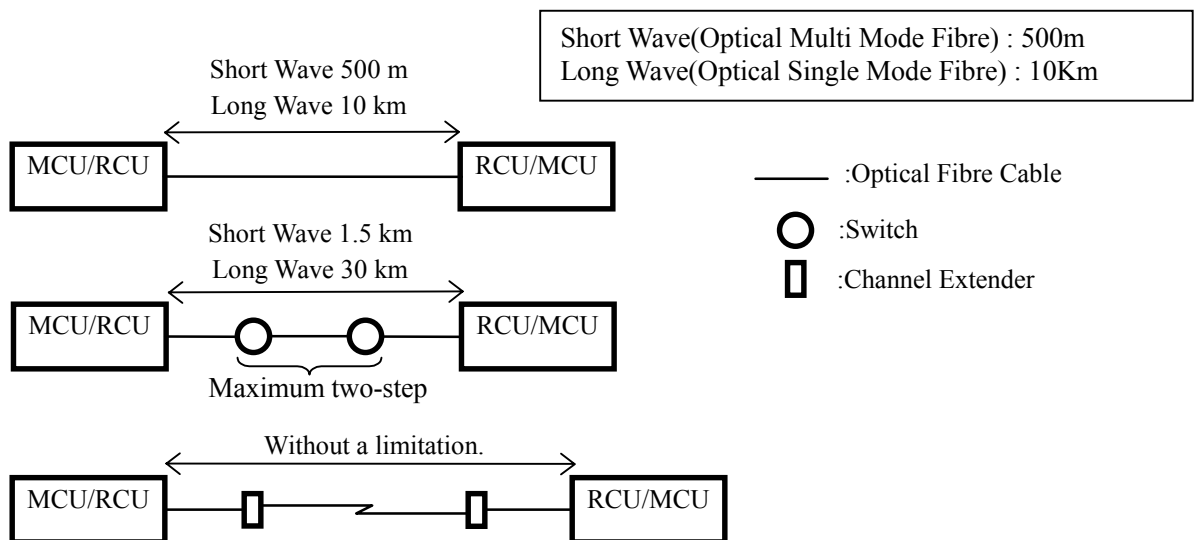 Short Wave(Optical Multi Mode Fibre) : 500m
Long Wave(Optical Single Mode Fibre) : 10Km
Short Wave 500 m
Long Wave 10 km
MCU/RCU
RCU/MCU
:Optical Fibre Cable
:Switch
:Channel Extender
Short Wave 1.5 km
Long Wave 30 km
MCU/RCU
RCU/MCU
Maximum two-step
Without a limitation.
MCU/RCU
RCU/MCU